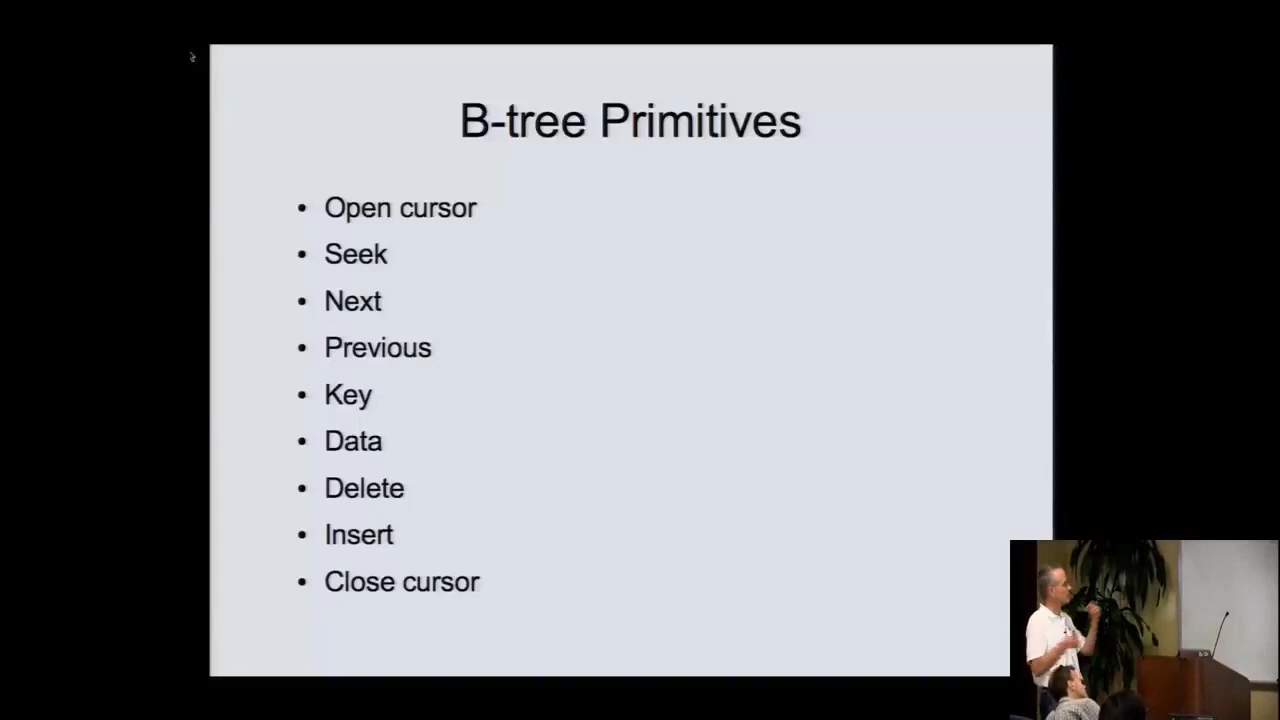 B-tree Primitives
• Open cursor
• Seek
• Next
• Previous
• Key
• Data
• Delete
• Insert
• Close cursor